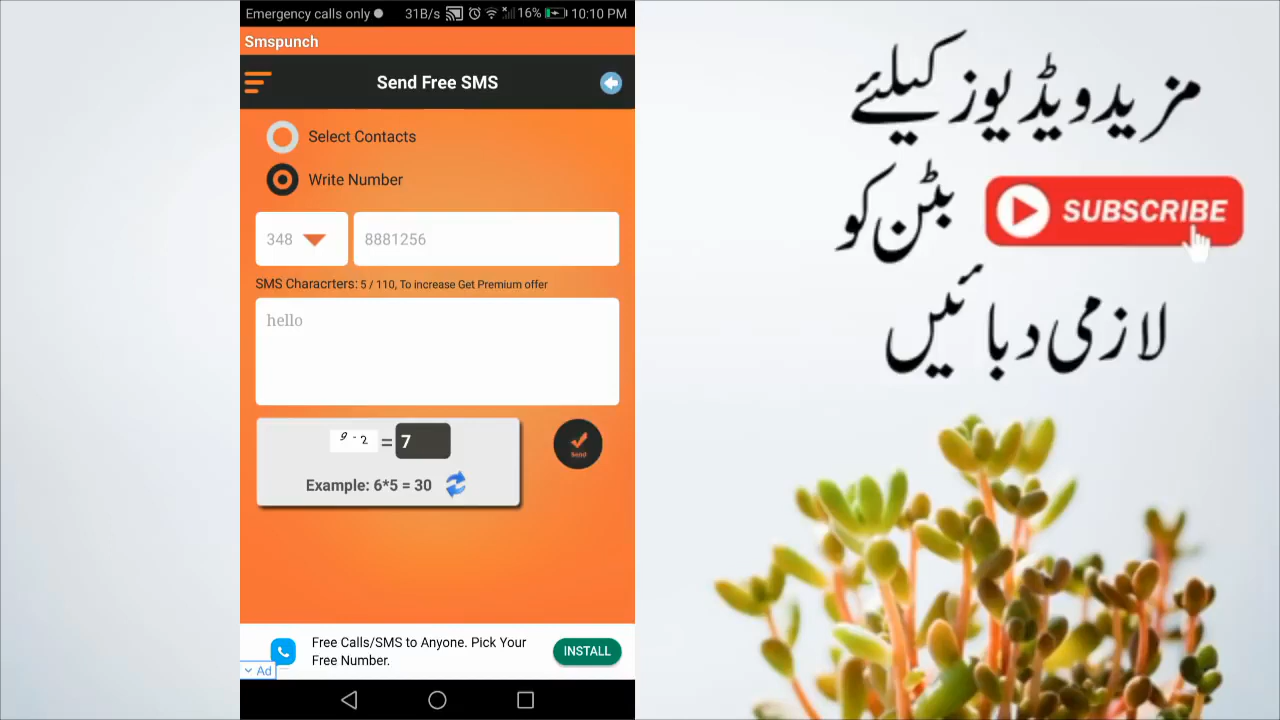 Emergency calls only 31B/s 16% 10:10 PM
Smspunch
Send Free SMS
Select Contacts
Write Number
348 8881256
SMS Characrters: 5 / 110, To increase Get Premium offer
hello
9 - 2 = 7
Send
Example: 6*5 = 30
Free Calls/SMS to Anyone. Pick Your
Free Number.
INSTALL
Ad
مزید ویڈیوز کیلئے
بٹن کو SUBSCRIBE
لازمی دبائیں